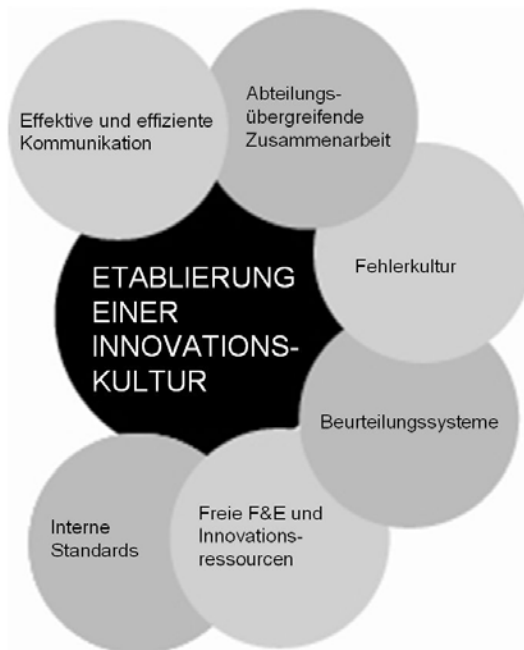 Effektive und effiziente
Kommunikation
Abteilungs-
übergreifende
Zusammenarbeit
Fehlerkultur
ETABLIERUNG
EINER
INNOVATIONS-
KULTUR
Beurteilungssysteme
Interne
Standards
Freie F&E und
Innovations-
ressourcen